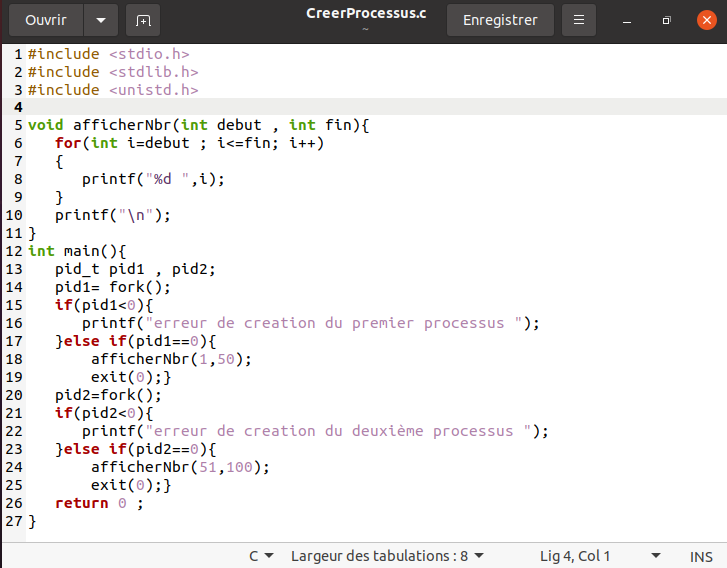 Ouvrir CreerProcessus.c Enregistrer
~
1 #include <stdio.h>
2 #include <stdlib.h>
3 #include <unistd.h>
4
5 void afficherNbr(int debut , int fin){
6    for(int i=debut ; i<=fin; i++)
7    {
8       printf("%d ",i);
9    }
10    printf("\n");
11 }
12 int main(){
13    pid_t pid1 , pid2;
14    pid1= fork();
15    if(pid1<0){
16       printf("erreur de creation du premier processus ");
17    }else if(pid1==0){
18        afficherNbr(1,50);
19        exit(0);}
20    pid2=fork();
21    if(pid2<0){
22       printf("erreur de creation du deuxième processus ");
23    }else if(pid2==0){
24        afficherNbr(51,100);
25        exit(0);}
26    return 0 ;
27 }
C Largeur des tabulations : 8 Lig 4, Col 1 INS